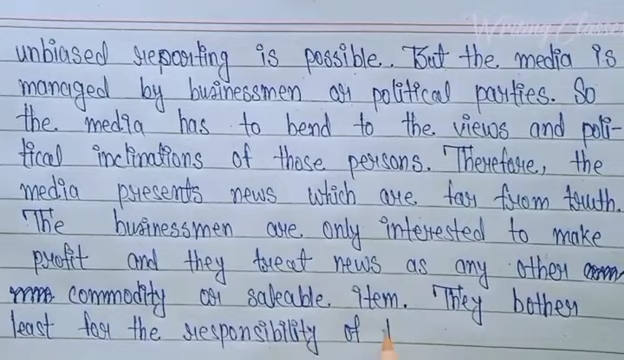 Writing Classes
unbiased reporting is possible. But the media is
managed by businessmen or political parties. So
the media has to bend to the views and poli-
tical inclinations of those persons. Therefore, the
media presents news which are far from truth.
The businessmen are only interested to make
profit and they treat news as any other
commodity or saleable item. They bother
least for the responsibility of